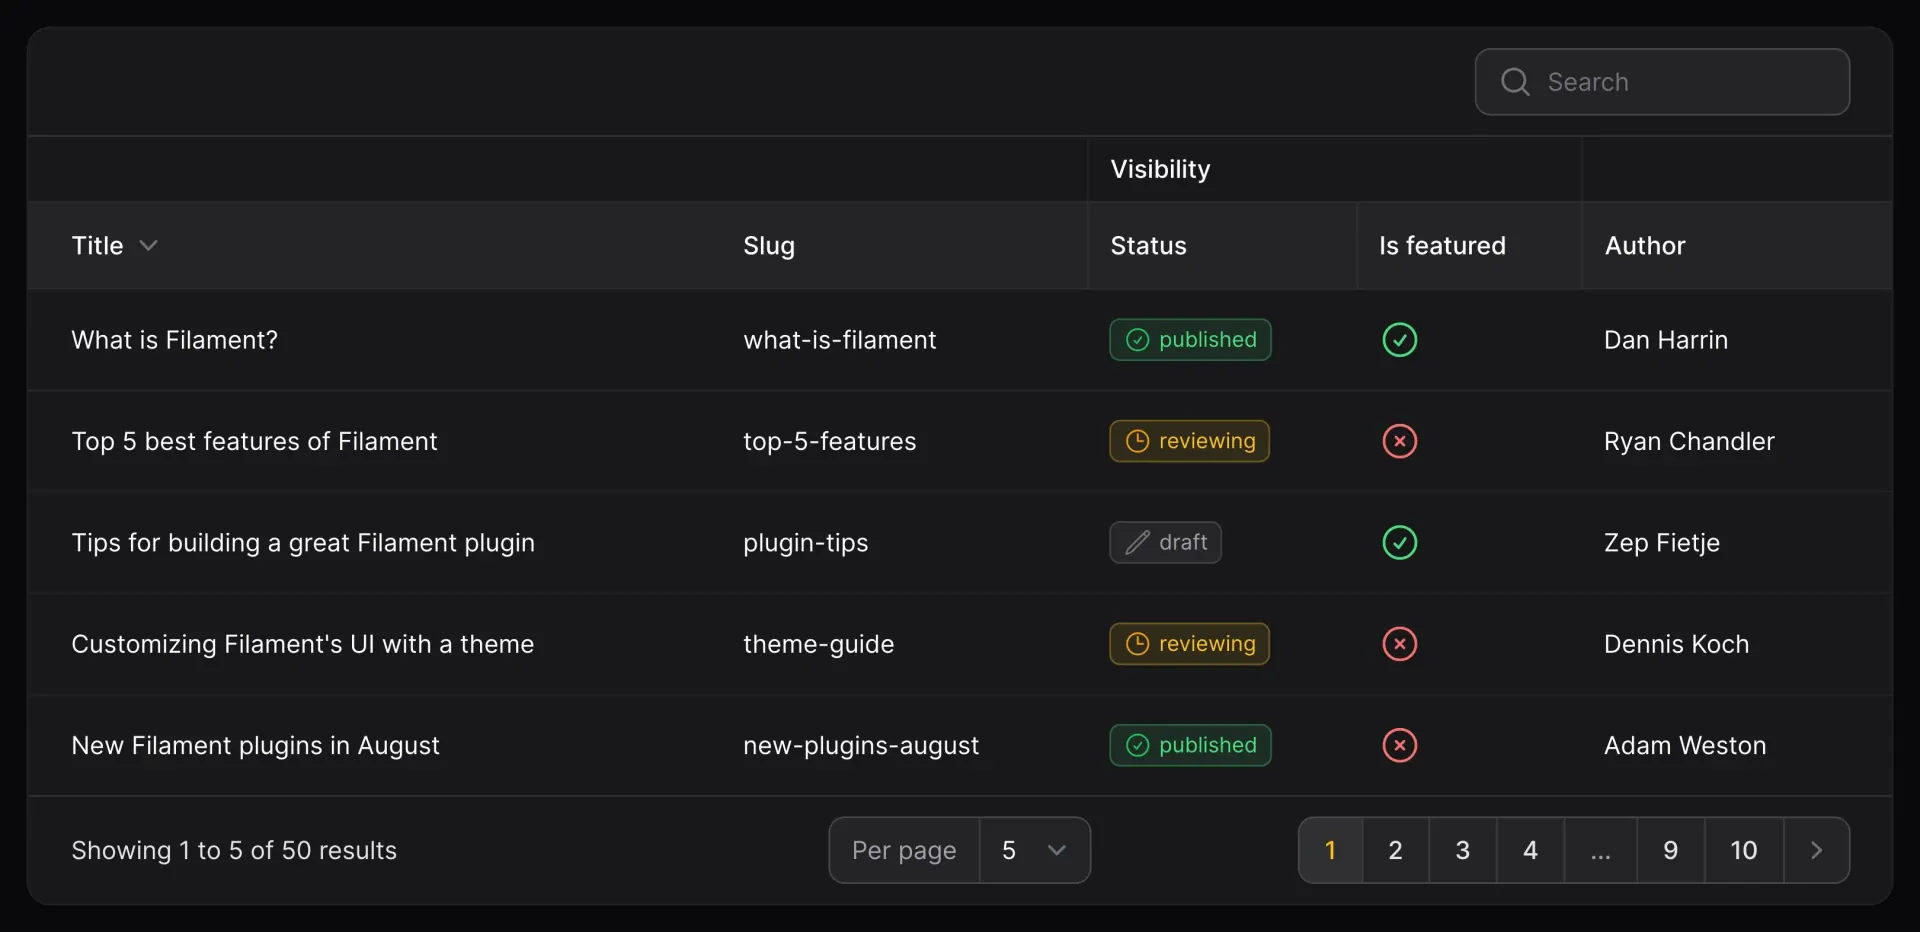 Search
Visibility
Title Slug Status Is featured Author
What is Filament? what-is-filament published Dan Harrin
Top 5 best features of Filament top-5-features reviewing Ryan Chandler
Tips for building a great Filament plugin plugin-tips draft Zep Fietje
Customizing Filament's UI with a theme theme-guide reviewing Dennis Koch
New Filament plugins in August new-plugins-august published Adam Weston
Showing 1 to 5 of 50 results Per page 5 1 2 3 4 ... 9 10